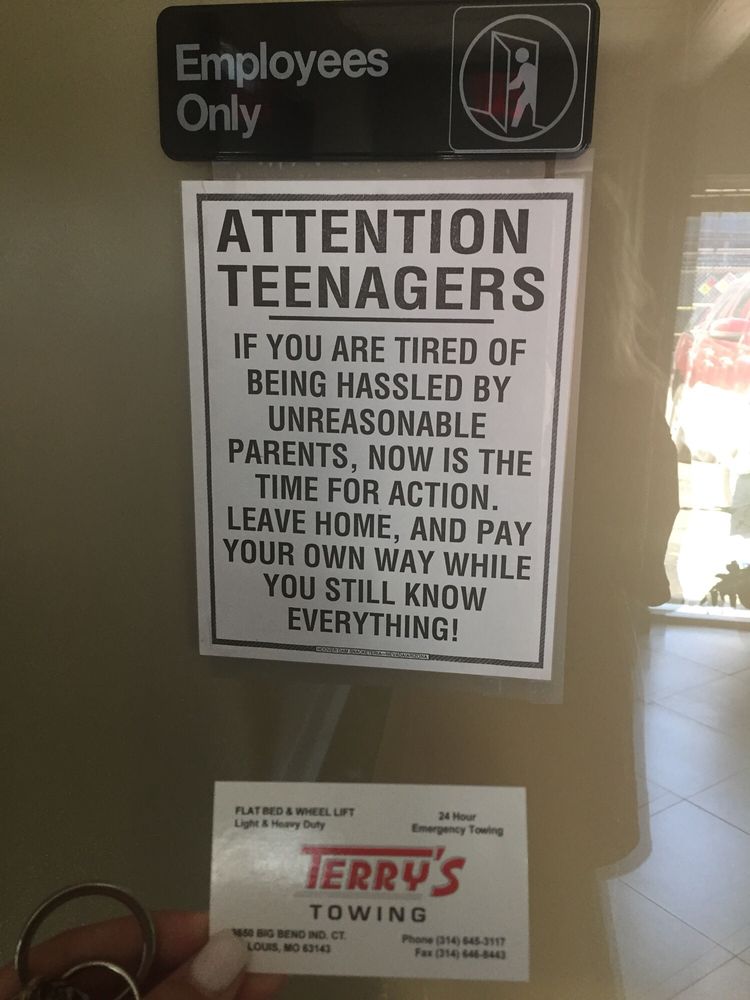 Employees
Only
ATTENTION
TEENAGERS
IF YOU ARE TIRED OF
BEING HASSLED BY
UNREASONABLE
PARENTS, NOW IS THE
TIME FOR ACTION.
LEAVE HOME, AND PAY
YOUR OWN WAY WHILE
YOU STILL KNOW
EVERYTHING!
FLAT BED & WHEEL LIFT
Light & Heavy Duty
24 Hour
Emergency Towing
TERRY'S
TOWING
BIG BEND IND. CT.
LOUIS, MO 63143
Phone (314) 645-3117
Fax (314) 646-8443